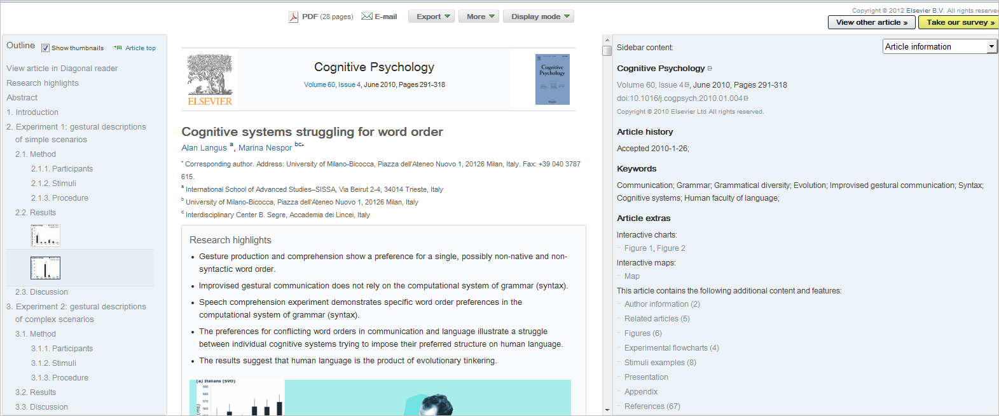 PDF (28 pages) E-mail Export More Display mode
Copyright © 2012 Elsevier B.V. All rights reserve
View other article » Take our survey »
Outline Show thumbnails Article top
View article in Diagonal reader
Research highlights
Abstract
1. Introduction
2. Experiment 1: gestural descriptions
of simple scenarios
2.1. Method
2.1.1. Participants
2.1.2. Stimuli
2.1.3. Procedure
2.2. Results
2.3. Discussion
3. Experiment 2: gestural descriptions
of complex scenarios
3.1. Method
3.1.1. Participants
3.1.2. Stimuli
3.1.3. Procedure
3.2. Results
3.3. Discussion
ELSEVIER
Cognitive Psychology
Volume 60, Issue 4, June 2010, Pages 291-318
Cognitive
Psychology
Cognitive systems struggling for word order
Alan Langus a, Marina Nespor bc*
* Corresponding author. Address: University of Milano-Bicocca, Piazza dell'Ateneo Nuovo 1, 20126 Milan, Italy. Fax: +39 040 3787
615.
a International School of Advanced Studies–SISSA, Via Beirut 2-4, 34014 Trieste, Italy
b University of Milano-Bicocca, Piazza dell'Ateneo Nuovo 1, 20126 Milan, Italy
c Interdisciplinary Center B. Segre, Accademia dei Lincei, Italy
Research highlights
• Gesture production and comprehension show a preference for a single, possibly non-native and non-
syntactic word order.
• Improvised gestural communication does not rely on the computational system of grammar (syntax).
• Speech comprehension experiment demonstrates specific word order preferences in the
computational system of grammar (syntax).
• The preferences for conflicting word orders in communication and language illustrate a struggle
between individual cognitive systems trying to impose their preferred structure on human language.
• The results suggest that human language is the product of evolutionary tinkering.
(a) Italians (SVO)
990
980
970
960
(ms)
Sidebar content: Article information
Cognitive Psychology
Volume 60, Issue 4, June 2010, Pages 291-318
doi:10.1016/j.cogpsych.2010.01.004
Copyright © 2010 Elsevier Ltd All rights reserved.
Article history
Accepted 2010-1-26;
Keywords
Communication; Grammar; Grammatical diversity; Evolution; Improvised gestural communication; Syntax;
Cognitive systems; Human faculty of language;
Article extras
Interactive charts:
Figure 1, Figure 2
Interactive maps:
Map
This article contains the following additional content and features:
Author information (2)
Related articles (5)
Figures (6)
Experimental flowcharts (4)
Stimuli examples (8)
Presentation
Appendix
References (67)